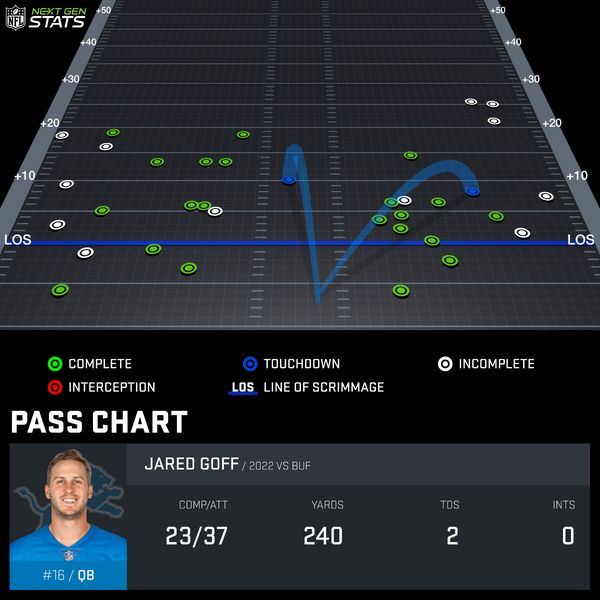 NFL NEXT GEN STATS
+50 +50
+40 +40
+30 +30
+20 +20
+10 +10
LOS LOS
COMPLETE TOUCHDOWN INCOMPLETE
INTERCEPTION LOS LINE OF SCRIMMAGE
PASS CHART
JARED GOFF / 2022 VS BUF
COMP/ATT YARDS TDS INTS
23/37 240 2 0
#16 / QB